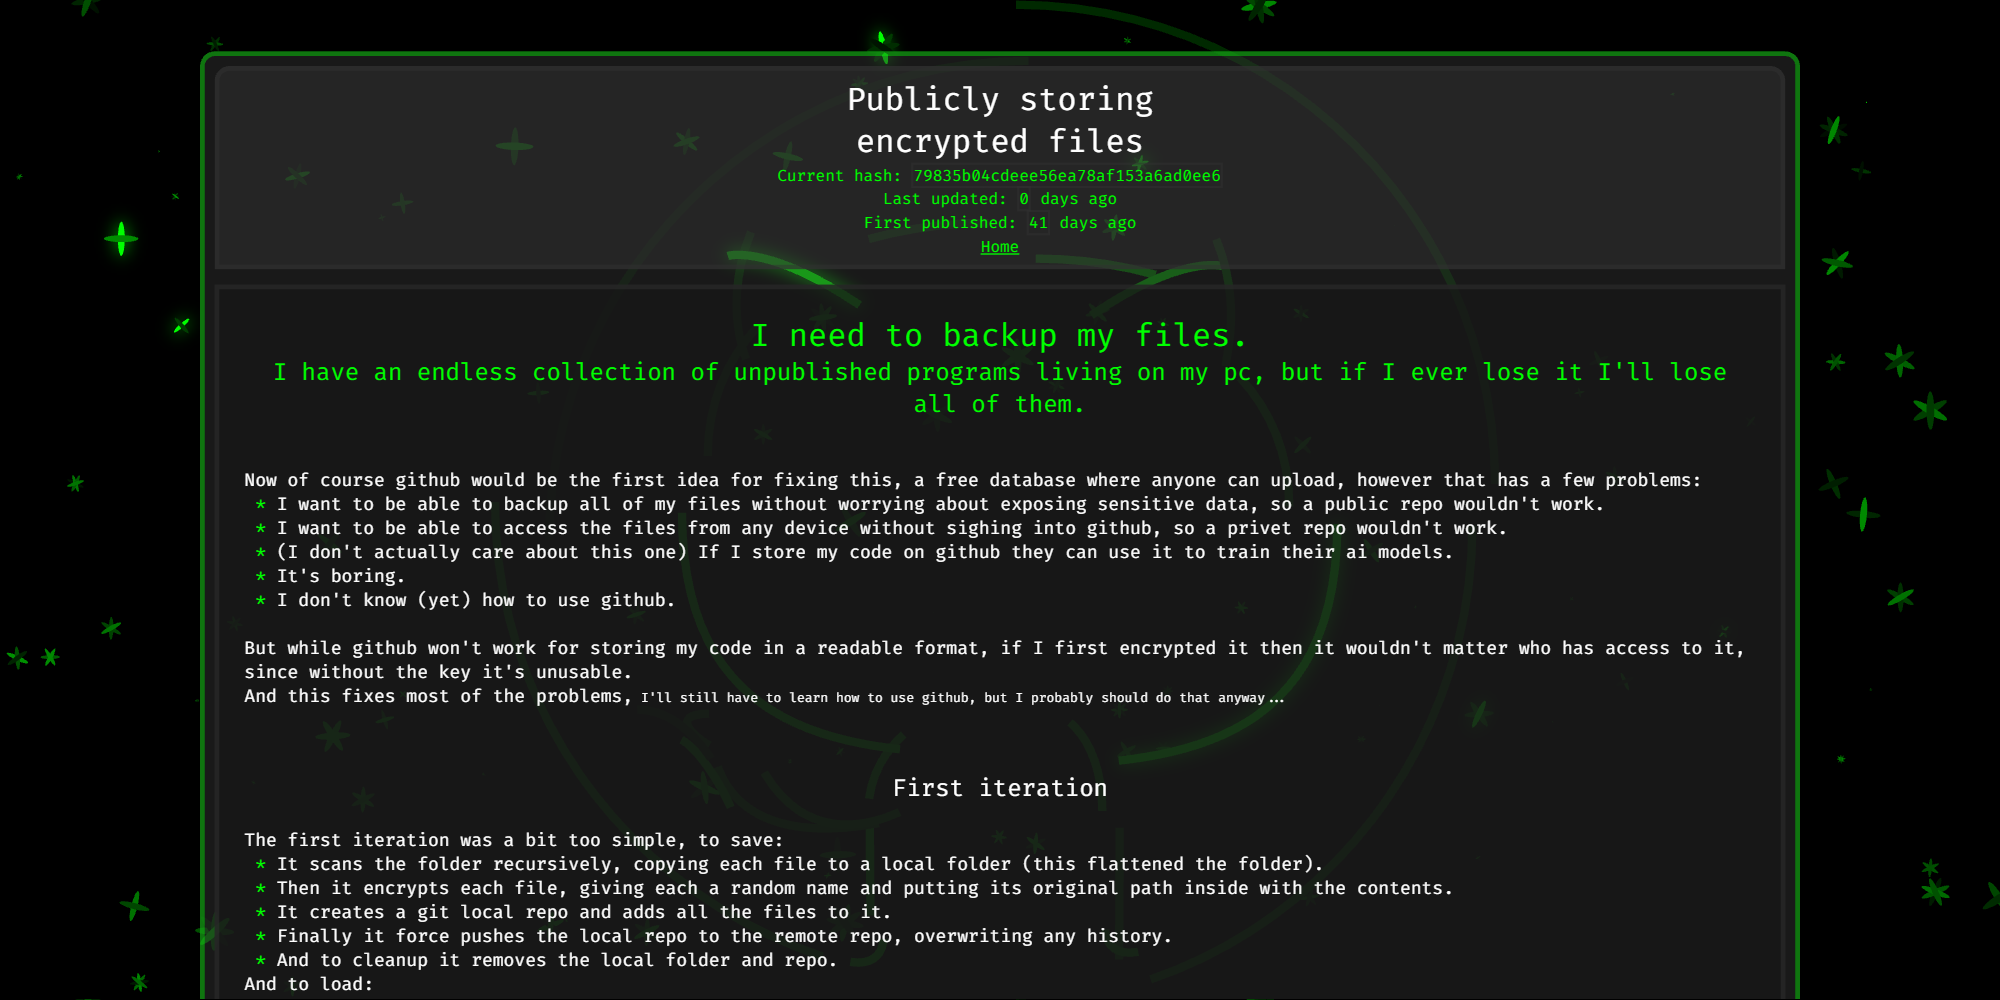 Publicly storing
encrypted files
Current hash: 79835b04cdeee56ea78af153a6ad0ee6
Last updated: 0 days ago
First published: 41 days ago
Home
I need to backup my files.
I have an endless collection of unpublished programs living on my pc, but if I ever lose it I'll lose
all of them.
Now of course github would be the first idea for fixing this, a free database where anyone can upload, however that has a few problems:
* I want to be able to backup all of my files without worrying about exposing sensitive data, so a public repo wouldn't work.
* I want to be able to access the files from any device without sighing into github, so a privet repo wouldn't work.
* (I don't actually care about this one) If I store my code on github they can use it to train their ai models.
* It's boring.
* I don't know (yet) how to use github.
But while github won't work for storing my code in a readable format, if I first encrypted it then it wouldn't matter who has access to it,
since without the key it's unusable.
And this fixes most of the problems, I'll still have to learn how to use github, but I probably should do that anyway...
First iteration
The first iteration was a bit too simple, to save:
* It scans the folder recursively, copying each file to a local folder (this flattened the folder).
* Then it encrypts each file, giving each a random name and putting its original path inside with the contents.
* It creates a git local repo and adds all the files to it.
* Finally it force pushes the local repo to the remote repo, overwriting any history.
* And to cleanup it removes the local folder and repo.
And to load: